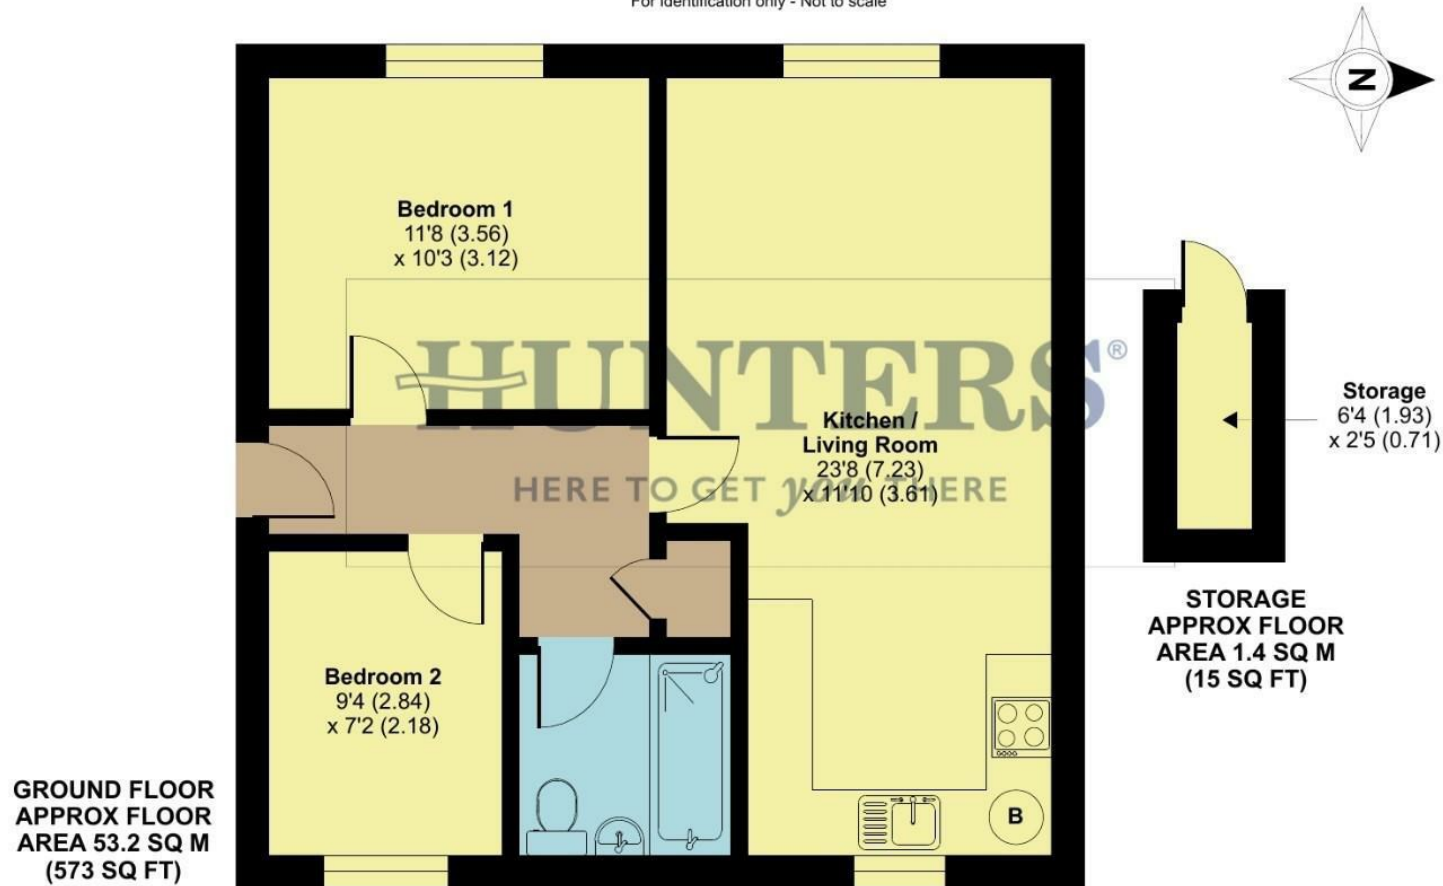 For identification only - Not to scale
N
Bedroom 1
11'8 (3.56)
x 10'3 (3.12)
HUNTERS®
HERE TO GET you THERE
Kitchen /
Living Room
23'8 (7.23)
x 11'10 (3.61)
Storage
6'4 (1.93)
x 2'5 (0.71)
STORAGE
APPROX FLOOR
AREA 1.4 SQ M
(15 SQ FT)
Bedroom 2
9'4 (2.84)
x 7'2 (2.18)
B
GROUND FLOOR
APPROX FLOOR
AREA 53.2 SQ M
(573 SQ FT)